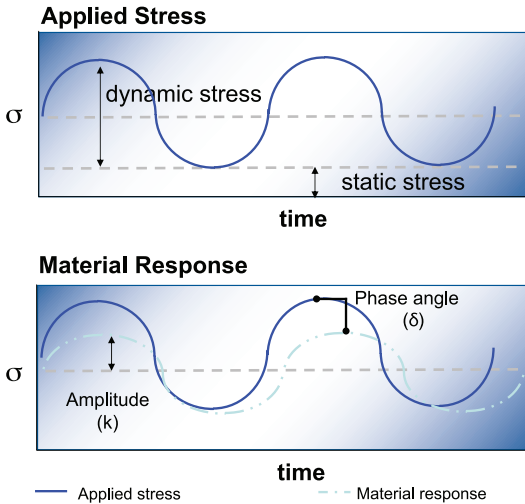 Applied Stress
dynamic stress
σ
static stress
time
Material Response
Phase angle
(δ)
σ
Amplitude
(k)
time
Applied stress
Material response